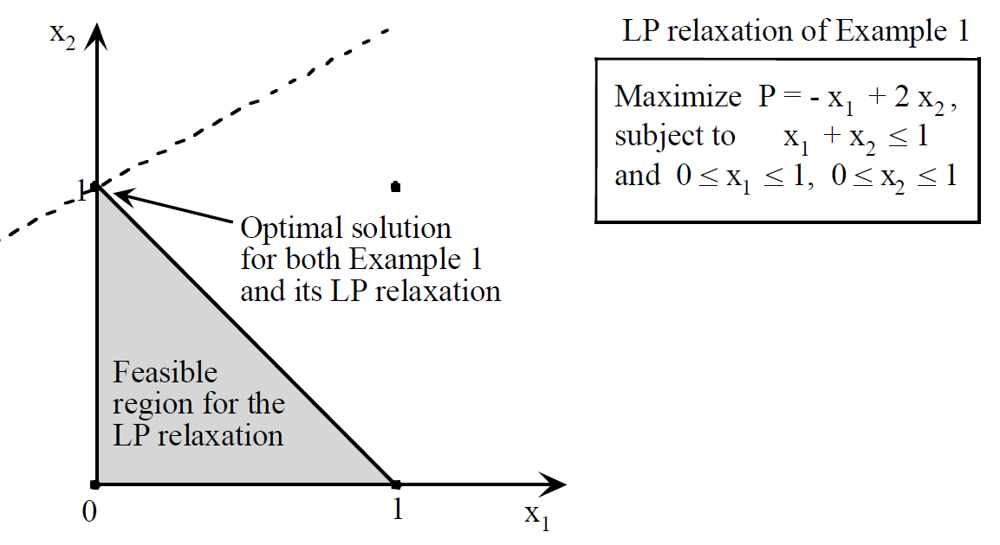 x₂
LP relaxation of Example 1
Maximize P = - x₁ + 2 x₂ ,
subject to x₁ + x₂ ≤ 1
and 0 ≤ x₁ ≤ 1, 0 ≤ x₂ ≤ 1
1
Optimal solution
for both Example 1
and its LP relaxation
Feasible
region for the
LP relaxation
0
1
x₁